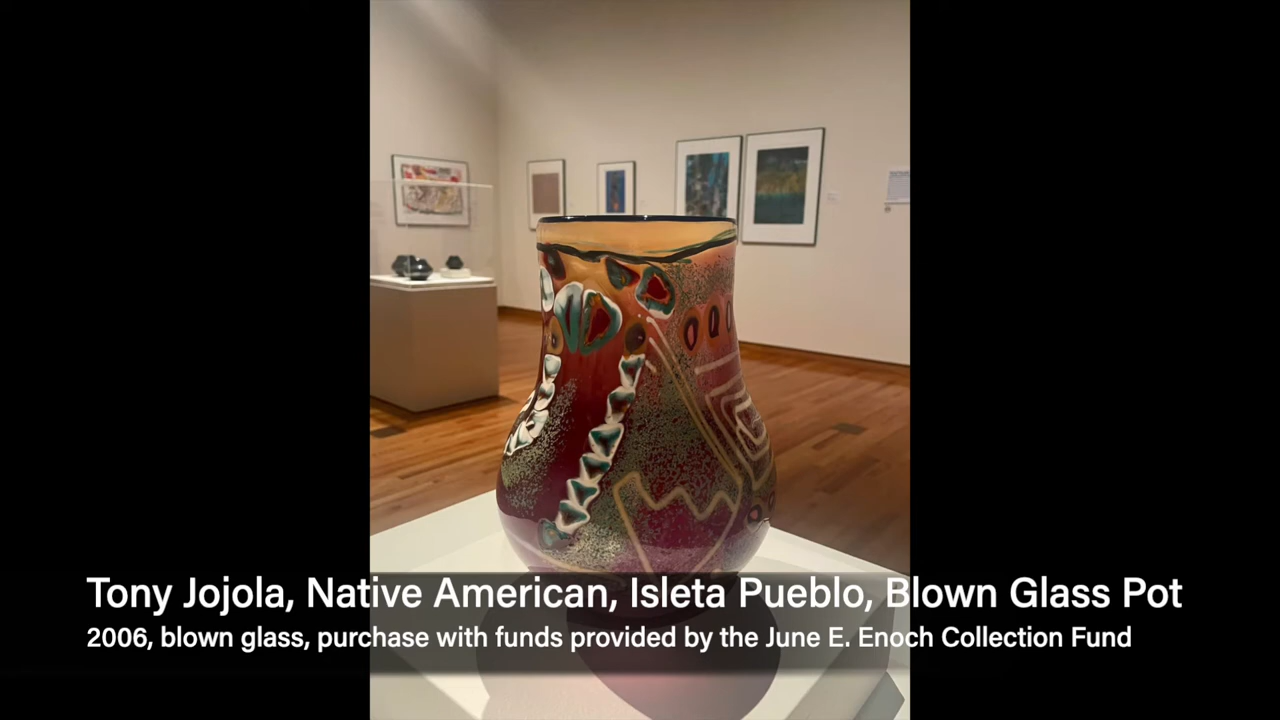 Tony Jojola, Native American, Isleta Pueblo, Blown Glass Pot
2006, blown glass, purchase with funds provided by the June E. Enoch Collection Fund